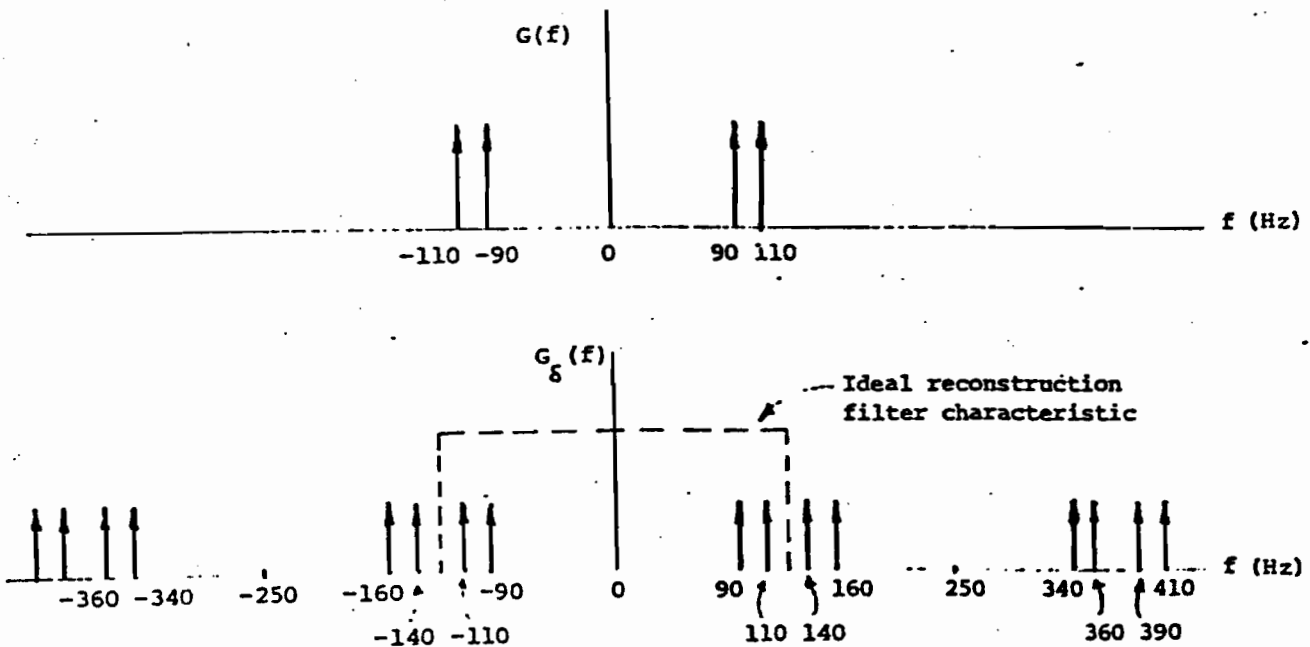 G(f)
f (Hz)
-110 -90 0 90 110
G_δ(f)
Ideal reconstruction
filter characteristic
f (Hz)
-360 -340 -250 -160 -90 0 90 160 250 340 410
-140 -110 110 140 360 390